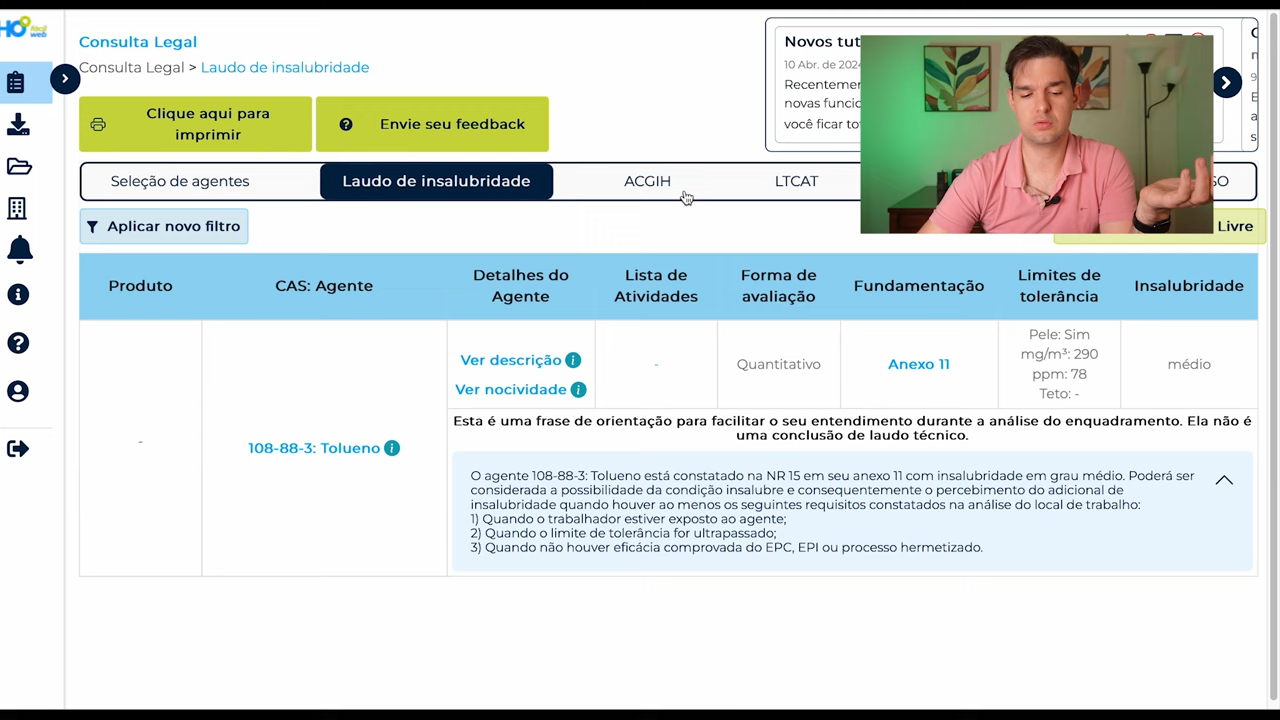 HO fácil
web
Consulta Legal
Consulta Legal > Laudo de insalubridade
Clique aqui para
imprimir
Envie seu feedback
Novos tut
10 Abr. de 2024
Recentemen
novas funcio
você ficar tot
Seleção de agentes
Laudo de insalubridade
ACGIH
LTCAT
SO
Aplicar novo filtro
Livre
Produto
CAS: Agente
Detalhes do
Agente
Lista de
Atividades
Forma de
avaliação
Fundamentação
Limites de
tolerância
Insalubridade
-
108-88-3: Tolueno
Ver descrição
Ver nocividade
-
Quantitativo
Anexo 11
Pele: Sim
mg/m³: 290
ppm: 78
Teto: -
médio
Esta é uma frase de orientação para facilitar o seu entendimento durante a análise do enquadramento. Ela não é
uma conclusão de laudo técnico.
O agente 108-88-3: Tolueno está constatado na NR 15 em seu anexo 11 com insalubridade em grau médio. Poderá ser
considerada a possibilidade da condição insalubre e consequentemente o percebimento do adicional de
insalubridade quando houver ao menos os seguintes requisitos constatados na análise do local de trabalho:
1) Quando o trabalhador estiver exposto ao agente;
2) Quando o limite de tolerância for ultrapassado;
3) Quando não houver eficácia comprovada do EPC, EPI ou processo hermetizado.